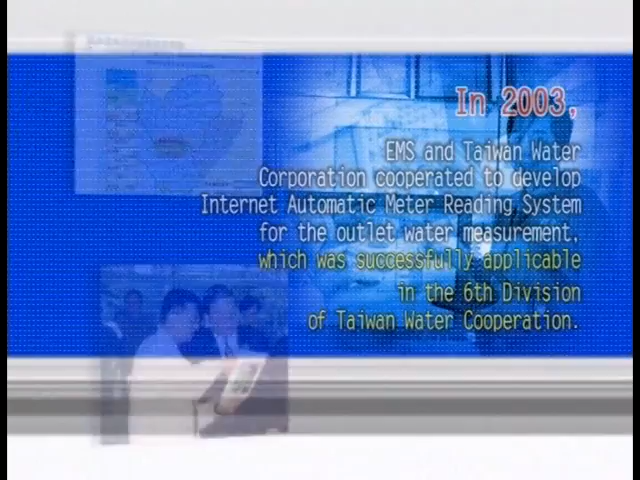 In 2003,
EMS and Taiwan Water
Corporation cooperated to develop
Internet Automatic Meter Reading System
for the outlet water measurement,
which was successfully applicable
in the 6th Division
of Taiwan Water Cooperation.